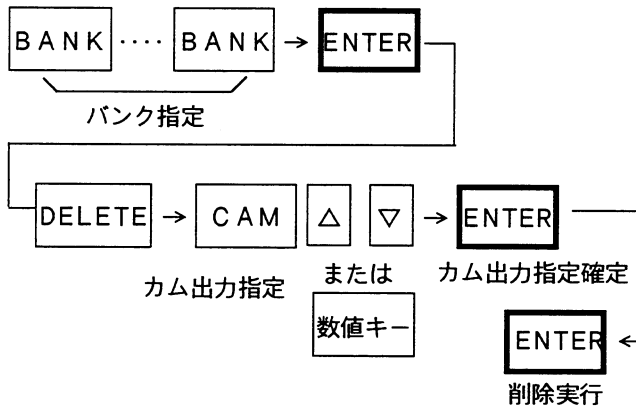 BANK ···· BANK → ENTER
バンク指定
DELETE → CAM △ ▽ → ENTER
カム出力指定 または カム出力指定確定
数値キー
ENTER ←
削除実行